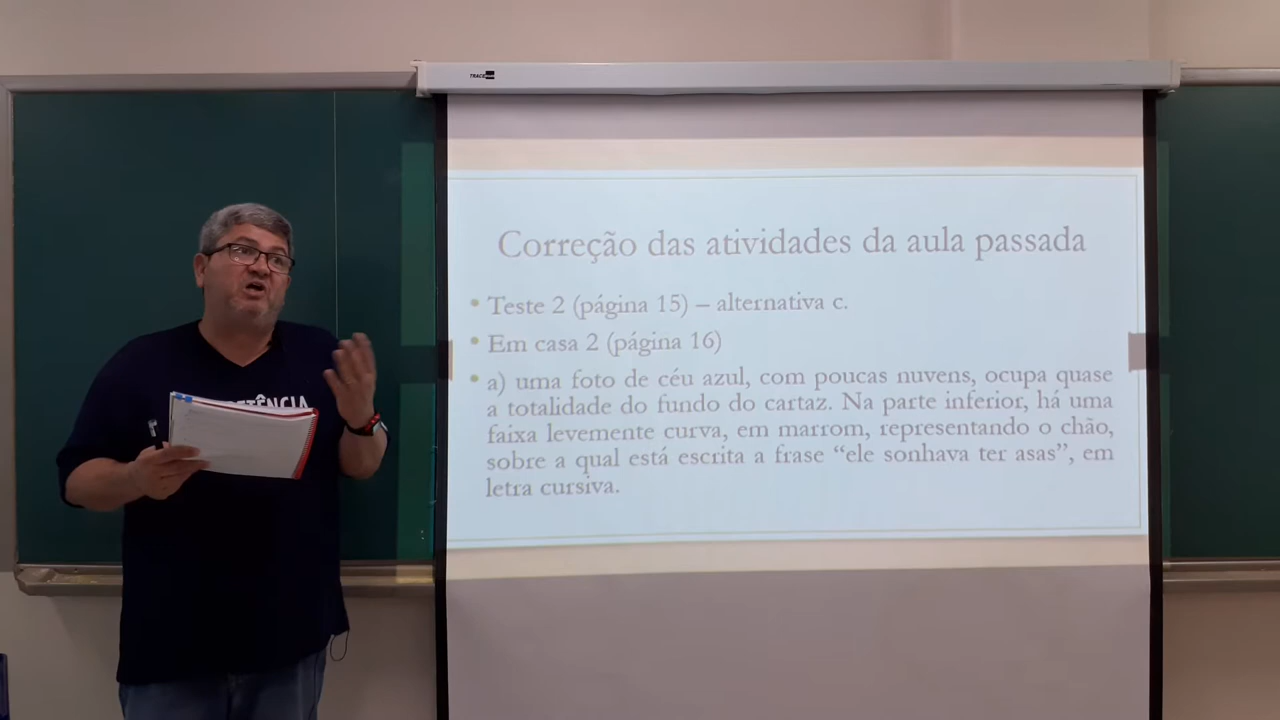 TRACE
Correção das atividades da aula passada
• Teste 2 (página 15) – alternativa c.
• Em casa 2 (página 16)
• a) uma foto de céu azul, com poucas nuvens, ocupa quase
a totalidade do fundo do cartaz. Na parte inferior, há uma
faixa levemente curva, em marrom, representando o chão,
sobre a qual está escrita a frase “ele sonhava ter asas”, em
letra cursiva.